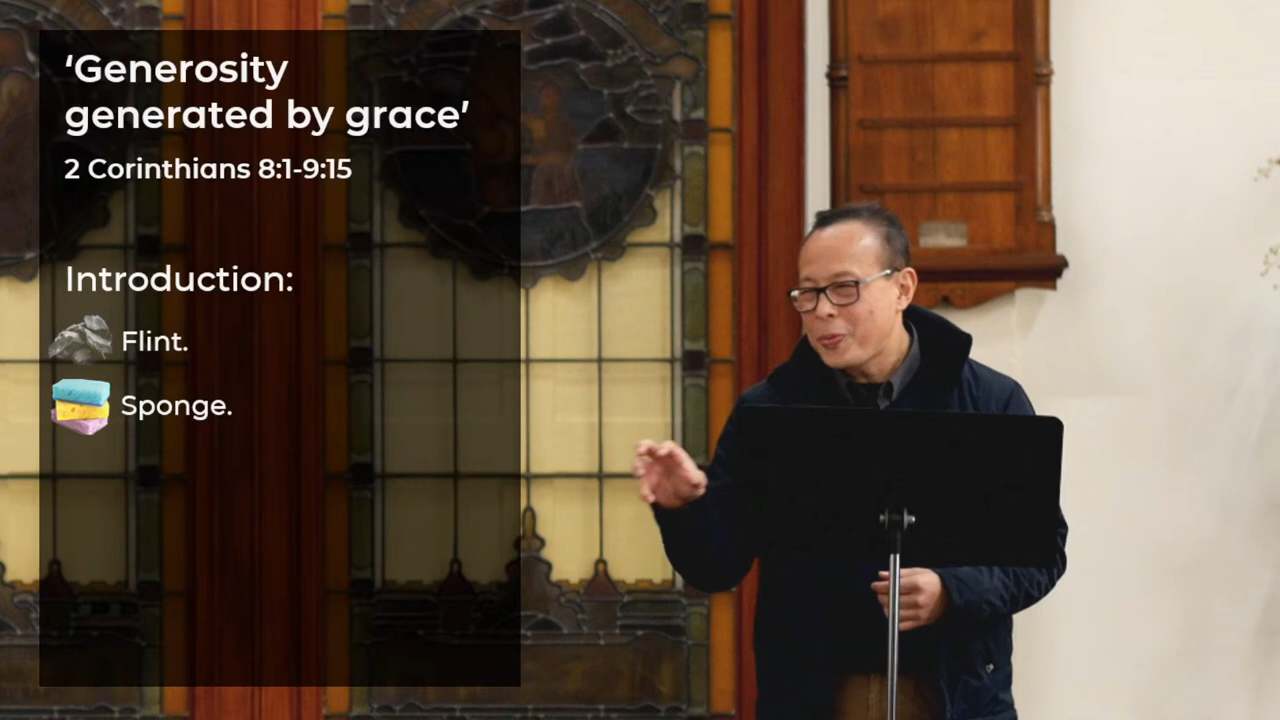 ‘Generosity
generated by grace’
2 Corinthians 8:1-9:15
Introduction:
Flint.
Sponge.